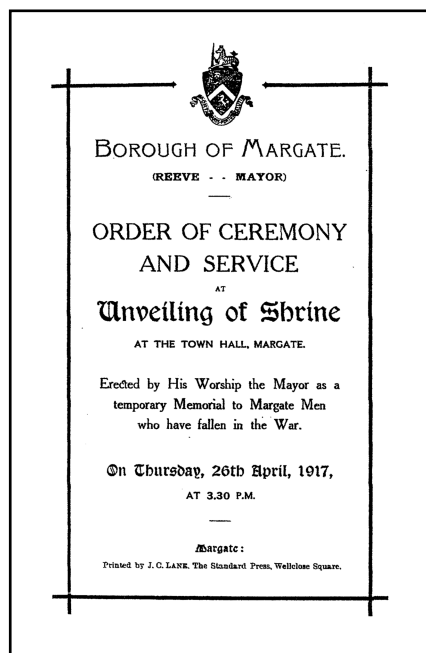 BOROUGH OF MARGATE.
(REEVE - - MAYOR)
ORDER OF CEREMONY
AND SERVICE
AT
Unveiling of Shrine
AT THE TOWN HALL, MARGATE.
Erected by His Worship the Mayor as a
temporary Memorial to Margate Men
who have fallen in the War.
On Thursday, 26th April, 1917,
AT 3.30 P.M.
Margate:
Printed by J. C. LANE, The Standard Press, Wellclose Square.